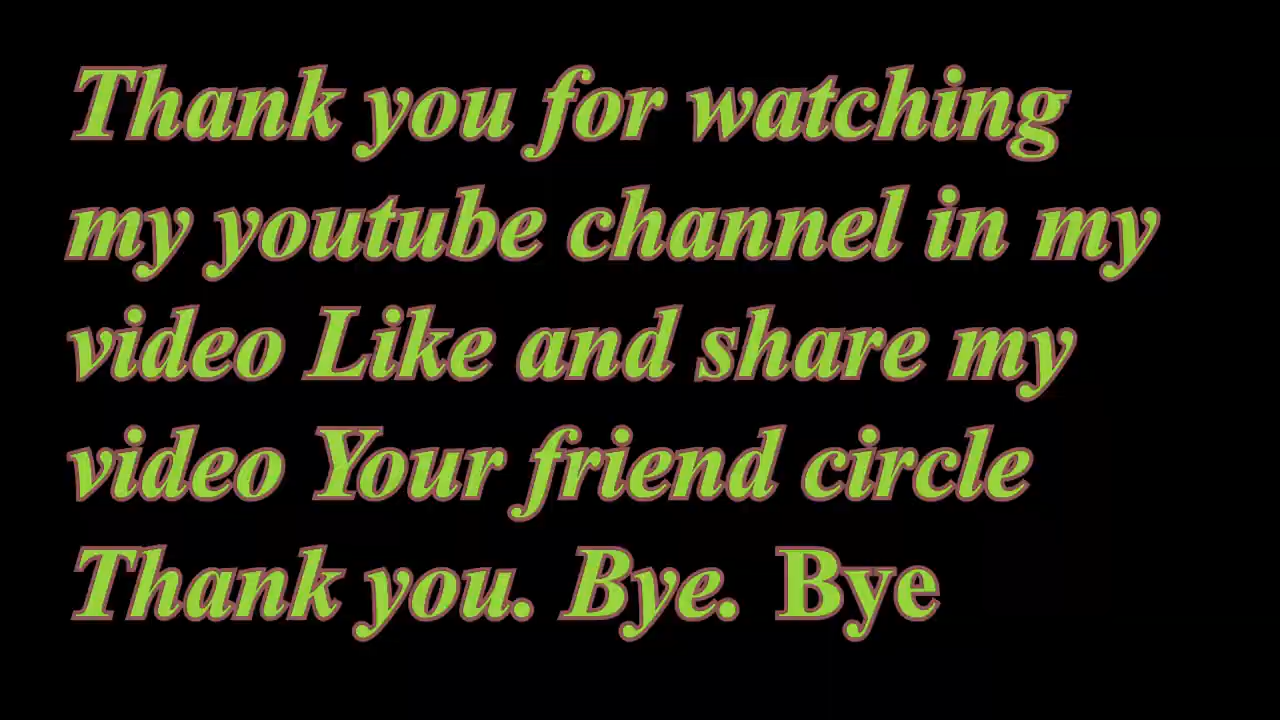 Thank you for watching
my youtube channel in my
video Like and share my
video Your friend circle
Thank you. Bye. Bye